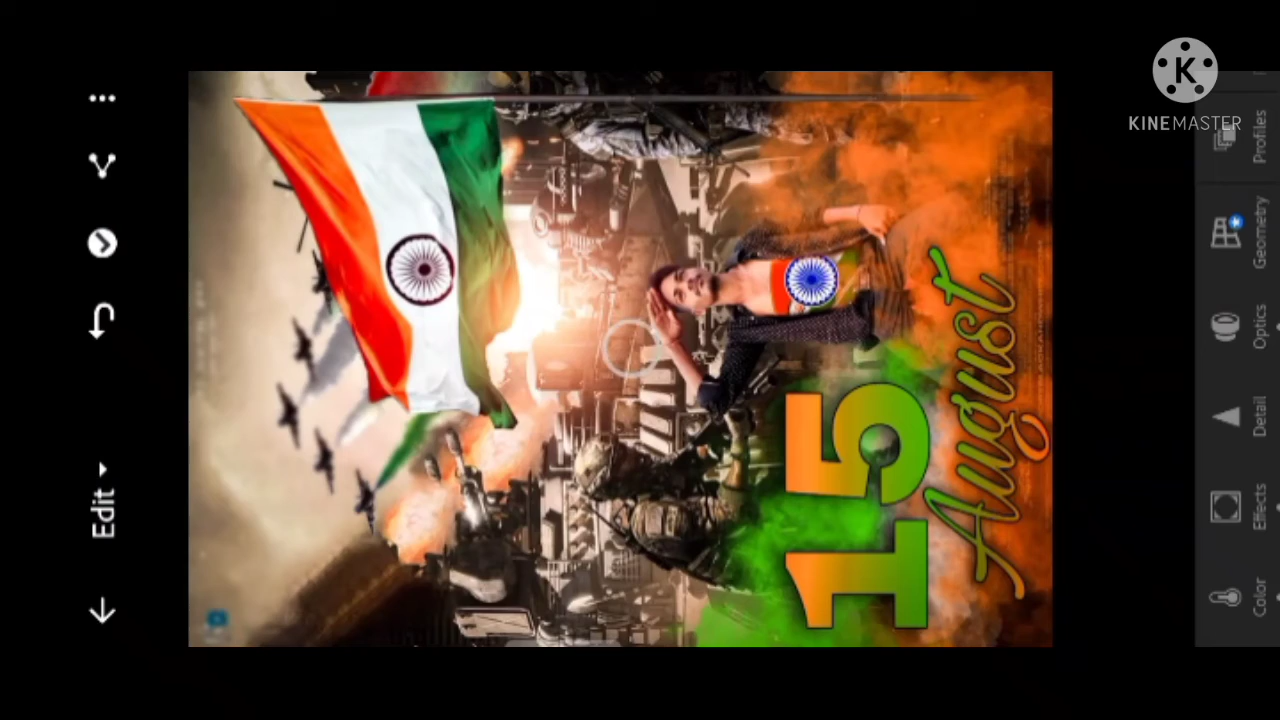 KINEMASTER
Edit
15
August
Color
Effects
Detail
Optics
Geometry
Profiles